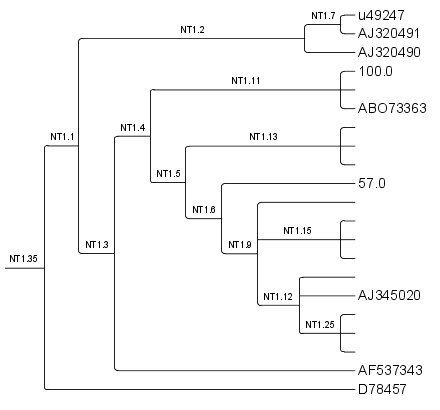 NT1.7
u49247
NT1.2
AJ320491
AJ320490
100.0
NT1.11
ABO73363
NT1.4
NT1.1
NT1.13
NT1.5
57.0
NT1.6
NT1.15
NT1.3
NT1.9
NT1.35
NT1.12
AJ345020
NT1.25
AF537343
D78457